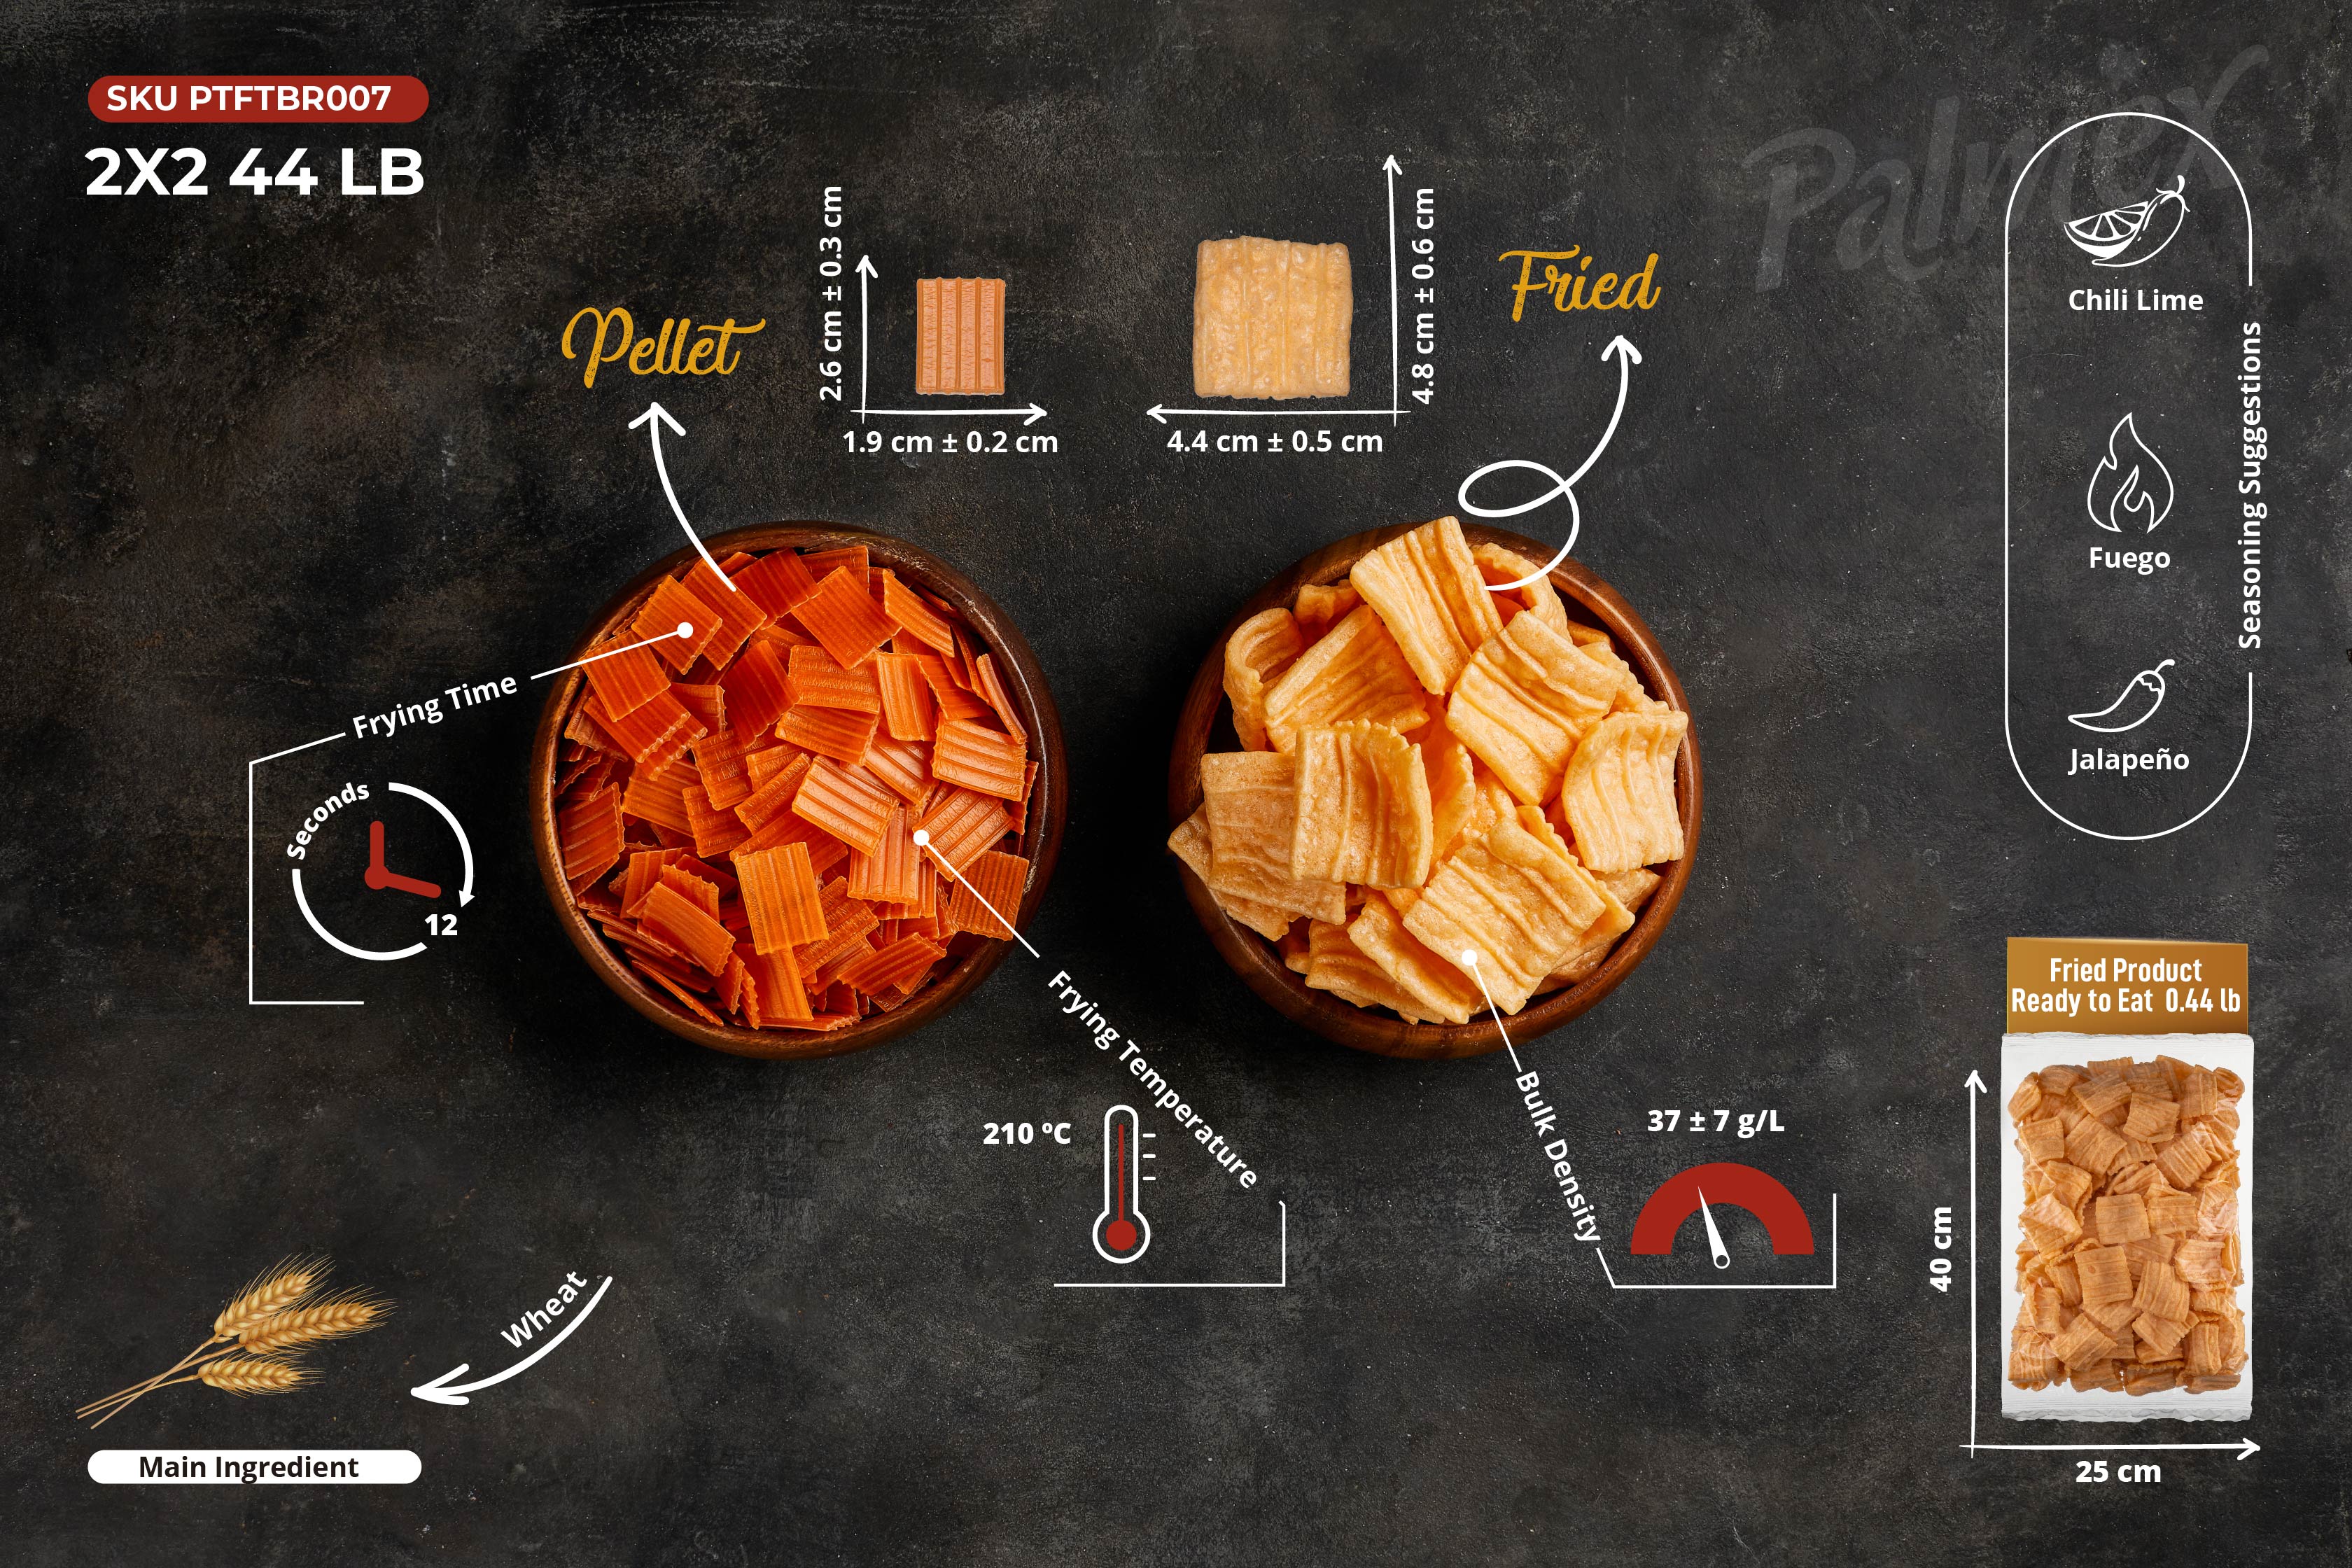 SKU PTFTBR007
2X2 44 LB
Palmex
Pellet
2.6 cm ± 0.3 cm
1.9 cm ± 0.2 cm
4.4 cm ± 0.5 cm
4.8 cm ± 0.6 cm
Fried
Chili Lime
Fuego
Jalapeño
Seasoning Suggestions
Frying Time
Seconds
12
Frying Temperature
210 ºC
Bulk Density
37 ± 7 g/L
Fried Product
Ready to Eat 0.44 lb
40 cm
25 cm
Wheat
Main Ingredient